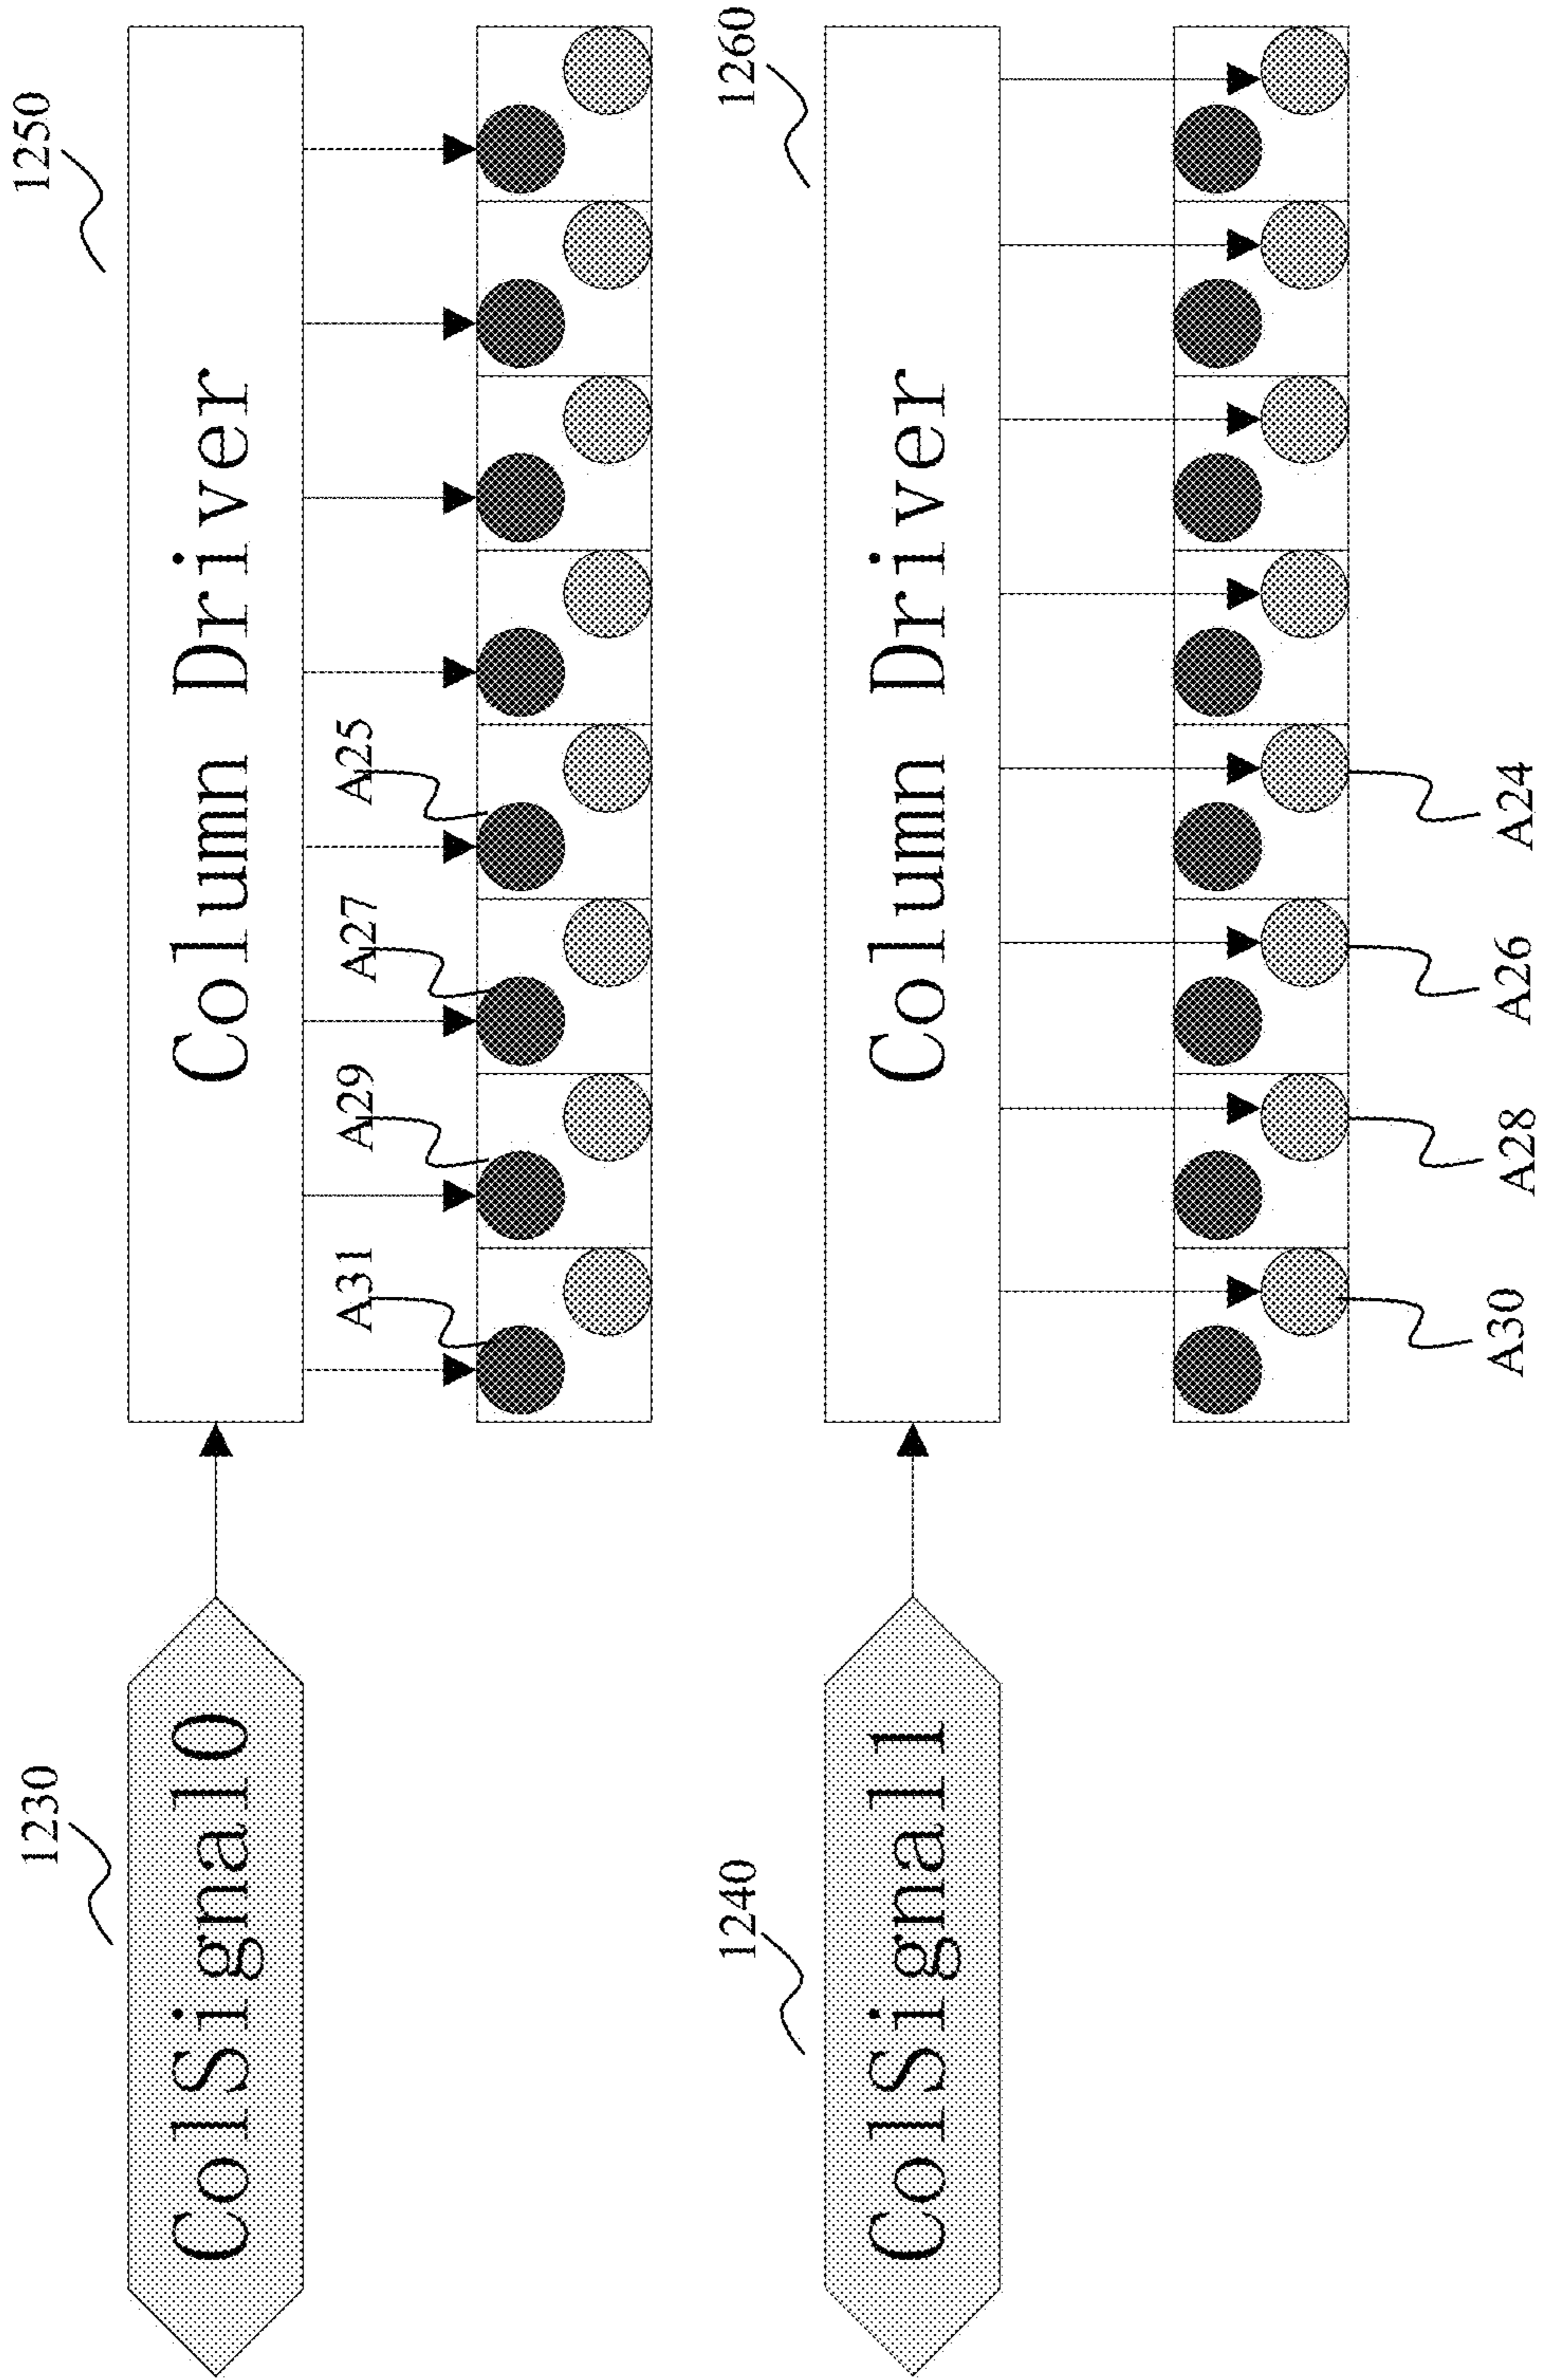 1230
1250
ColSignal0
Column Driver
A31
A29
A27
A25
1240
1260
ColSignal1
Column Driver
A30
A28
A26
A24